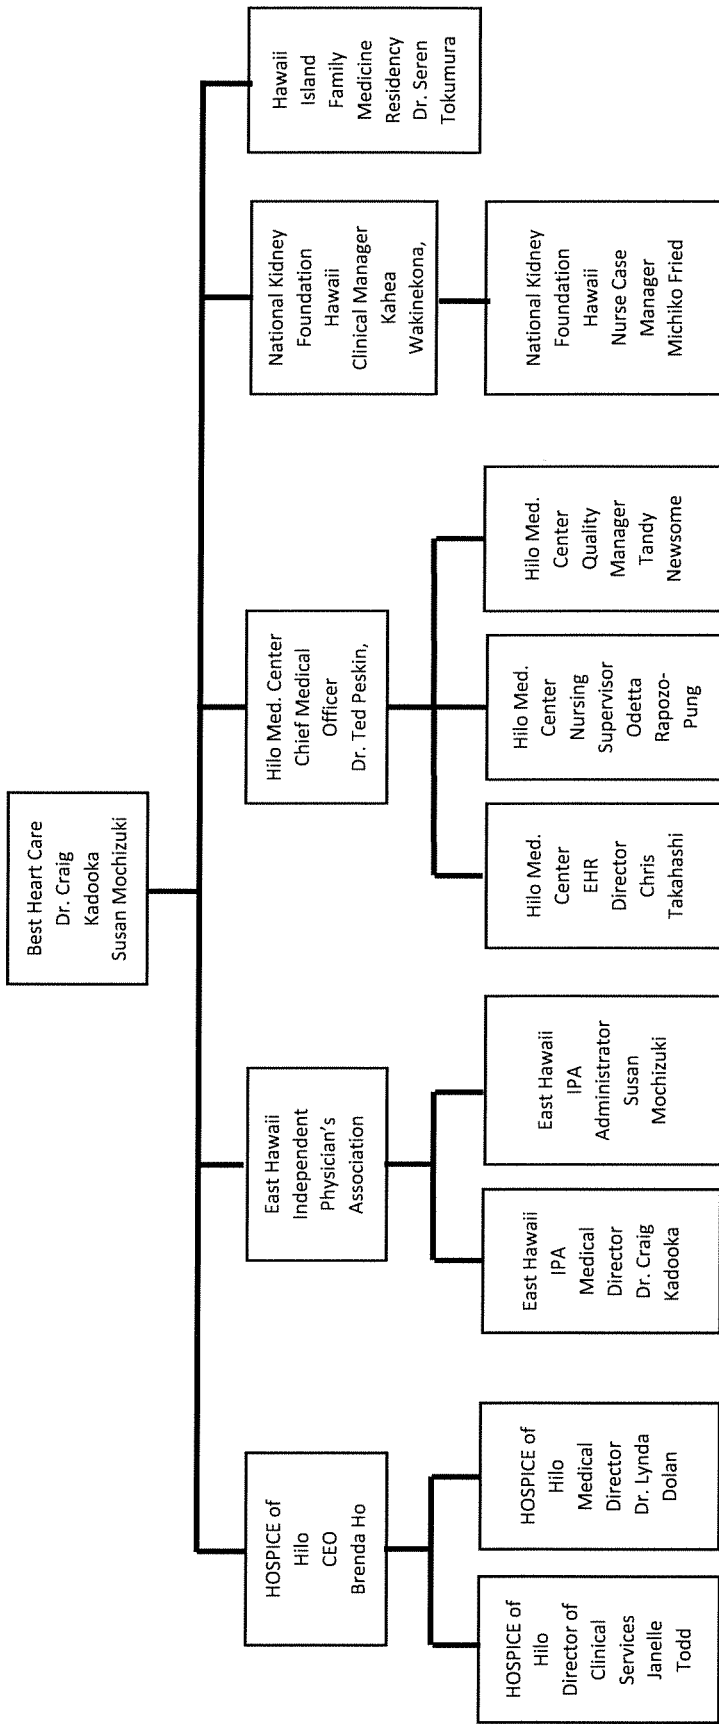 Best Heart Care
Dr. Craig
Kadooka
Susan Mochizuki
HOSPICE of
Hilo
CEO
Brenda Ho
East Hawaii
Independent
Physician's
Association
Hilo Med. Center
Chief Medical
Officer
Dr. Ted Peskin,
National Kidney
Foundation
Hawaii
Clinical Manager
Kahea
Wakinekona,
Hawaii
Island
Family
Medicine
Residency
Dr. Seren
Tokumura
HOSPICE of
Hilo
Director of
Clinical
Services
Janelle
Todd
HOSPICE of
Hilo
Medical
Director
Dr. Lynda
Dolan
East Hawaii
IPA
Medical
Director
Dr. Craig
Kadooka
East Hawaii
IPA
Administrator
Susan
Mochizuki
Hilo Med.
Center
EHR
Director
Chris
Takahashi
Hilo Med.
Center
Nursing
Supervisor
Odetta
Rapozo-
Pung
Hilo Med.
Center
Quality
Manager
Tandy
Newsome
National Kidney
Foundation
Hawaii
Nurse Case
Manager
Michiko Fried